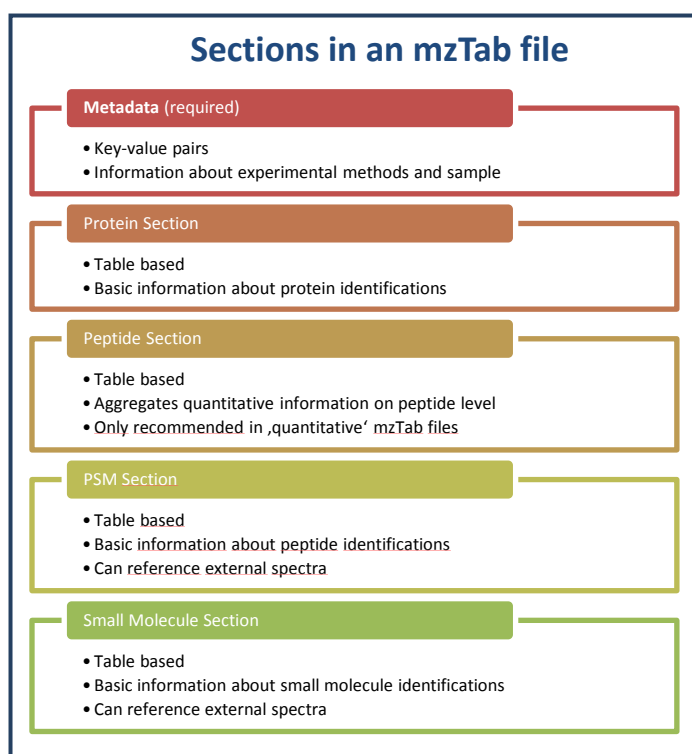 Sections in an mzTab file
Metadata (required)
• Key-value pairs
• Information about experimental methods and sample
Protein Section
• Table based
• Basic information about protein identifications
Peptide Section
• Table based
• Aggregates quantitative information on peptide level
• Only recommended in ‚quantitative‘ mzTab files
PSM Section
• Table based
• Basic information about peptide identifications
• Can reference external spectra
Small Molecule Section
• Table based
• Basic information about small molecule identifications
• Can reference external spectra